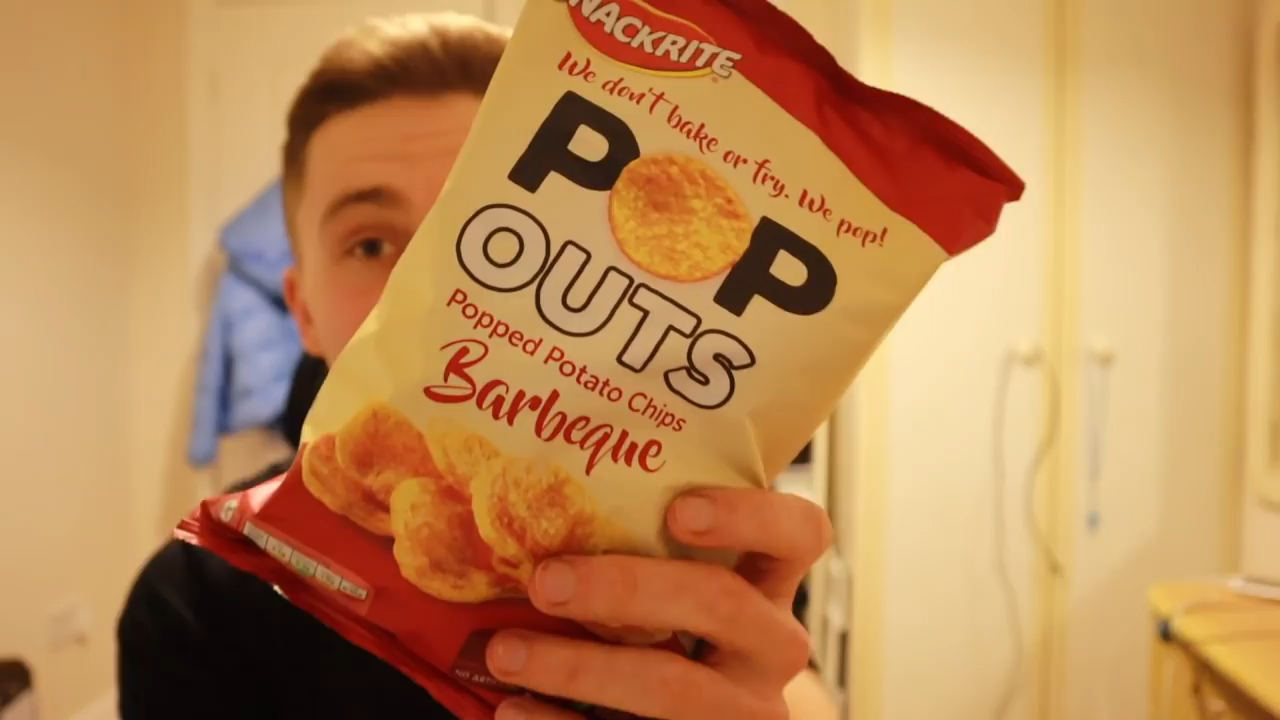 SNACKRITE
We don't bake or fry. We pop!
POP
OUTS
Popped Potato Chips
Barbeque